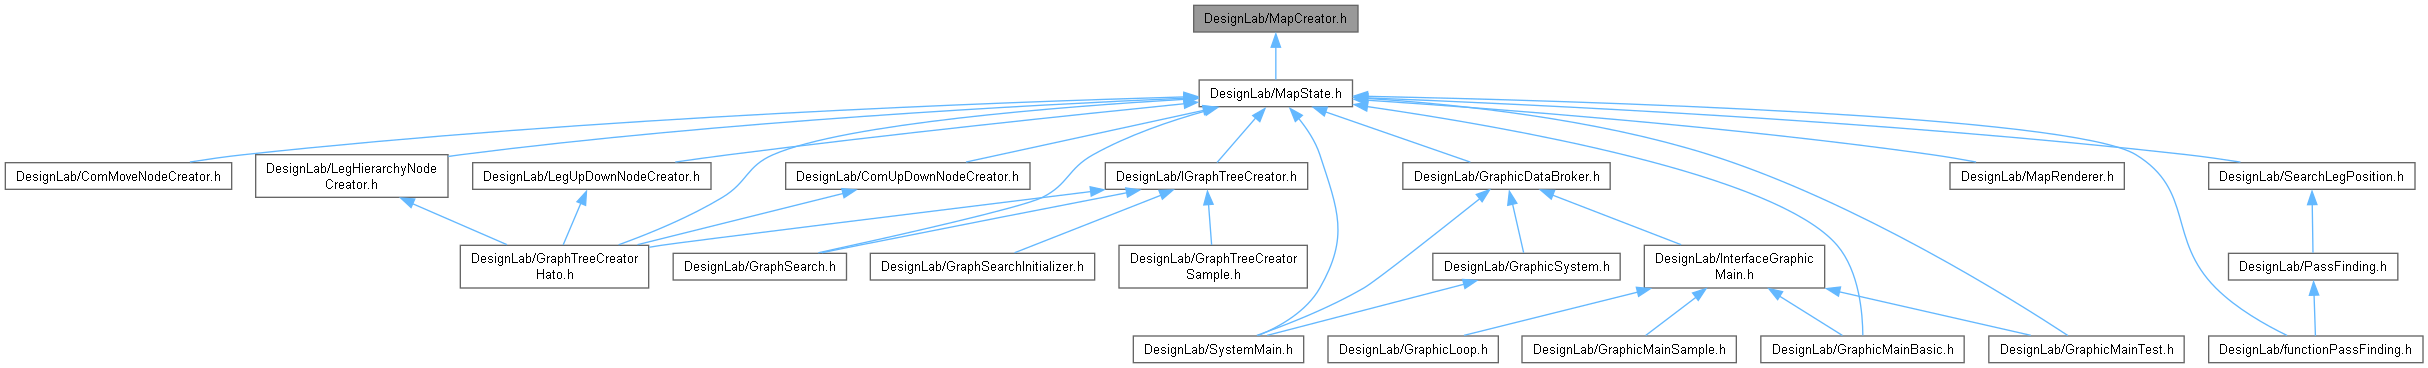 DesignLab/MapCreator.h
DesignLab/MapState.h
DesignLab/ComMoveNodeCreator.h
DesignLab/LegHierarchyNode
Creator.h
DesignLab/LegUpDownNodeCreator.h
DesignLab/ComUpDownNodeCreator.h
DesignLab/IGraphTreeCreator.h
DesignLab/GraphicDataBroker.h
DesignLab/MapRenderer.h
DesignLab/SearchLegPosition.h
DesignLab/GraphTreeCreator
Hato.h
DesignLab/GraphSearch.h
DesignLab/GraphSearchInitializer.h
DesignLab/GraphTreeCreator
Sample.h
DesignLab/GraphicSystem.h
DesignLab/InterfaceGraphic
Main.h
DesignLab/PassFinding.h
DesignLab/SystemMain.h
DesignLab/GraphicLoop.h
DesignLab/GraphicMainSample.h
DesignLab/GraphicMainBasic.h
DesignLab/GraphicMainTest.h
DesignLab/functionPassFinding.h